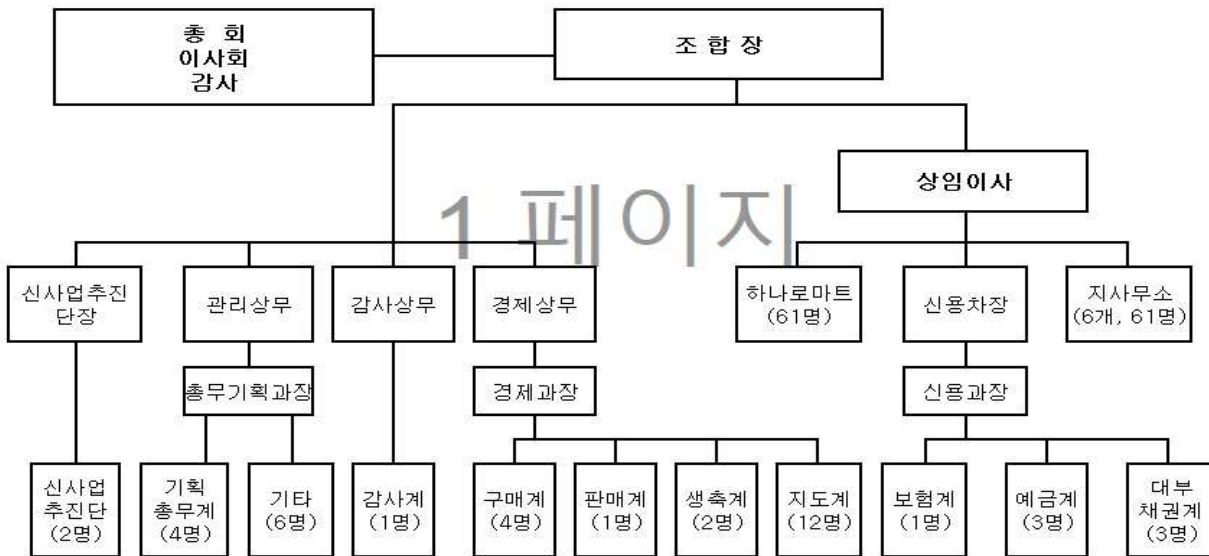 총 회
이사회
감사
조 합 장
상임이사
1 페이지
신사업추진
단장
관리상무
감사상무
경제상무
하나로마트
(61명)
신용차장
지사무소
(6개, 61명)
총무기획과장
경제과장
신용과장
신사업
추진단
(2명)
기획
총무계
(4명)
기타
(6명)
감사계
(1명)
구매계
(4명)
판매계
(1명)
생축계
(2명)
지도계
(12명)
보험계
(1명)
예금계
(3명)
대부
채권계
(3명)